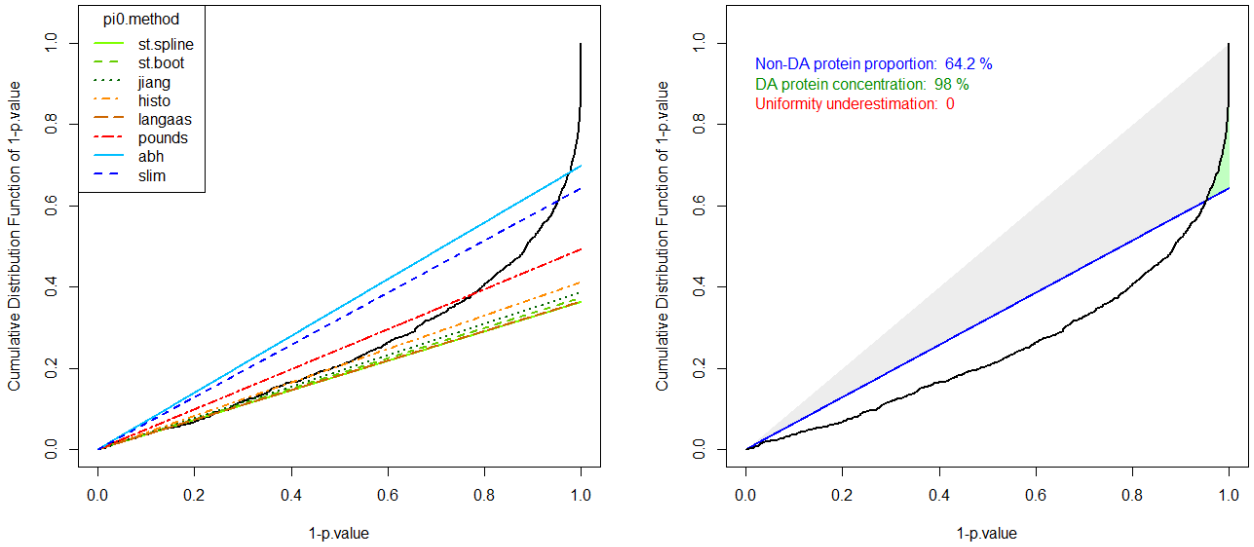 pi0.method
st.spline
st.boot
jiang
histo
langaas
pounds
abh
slim
Cumulative Distribution Function of 1-p.value
0.0
0.2
0.4
0.6
0.8
1.0
0.0 0.2 0.4 0.6 0.8 1.0
1-p.value
Non-DA protein proportion: 64.2 %
DA protein concentration: 98 %
Uniformity underestimation: 0
Cumulative Distribution Function of 1-p.value
0.0
0.2
0.4
0.6
0.8
1.0
0.0 0.2 0.4 0.6 0.8 1.0
1-p.value